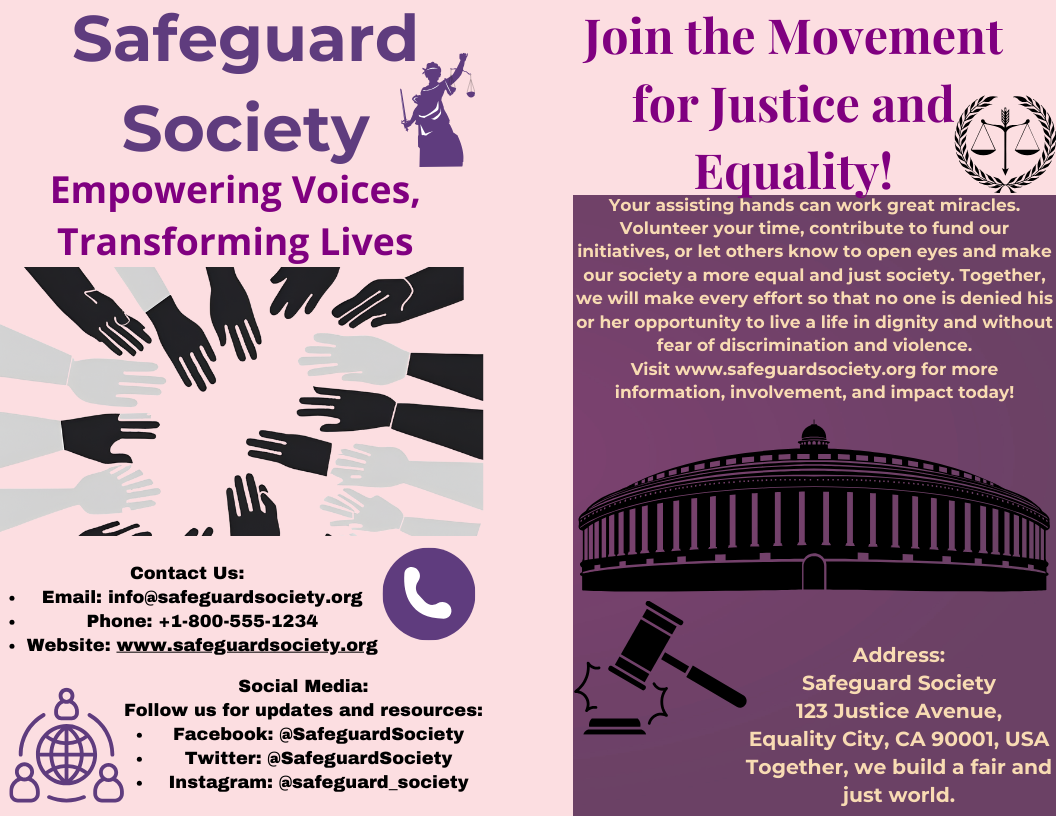 Safeguard
Society
Empowering Voices,
Transforming Lives
Contact Us:
• Email: info@safeguardsociety.org
• Phone: +1-800-555-1234
• Website: www.safeguardsociety.org
Social Media:
Follow us for updates and resources:
• Facebook: @SafeguardSociety
• Twitter: @SafeguardSociety
• Instagram: @safeguard_society
Join the Movement
for Justice and
Equality!
Your assisting hands can work great miracles.
Volunteer your time, contribute to fund our
initiatives, or let others know to open eyes and make
our society a more equal and just society. Together,
we will make every effort so that no one is denied his
or her opportunity to live a life in dignity and without
fear of discrimination and violence.
Visit www.safeguardsociety.org for more
information, involvement, and impact today!
Address:
Safeguard Society
123 Justice Avenue,
Equality City, CA 90001, USA
Together, we build a fair and
just world.